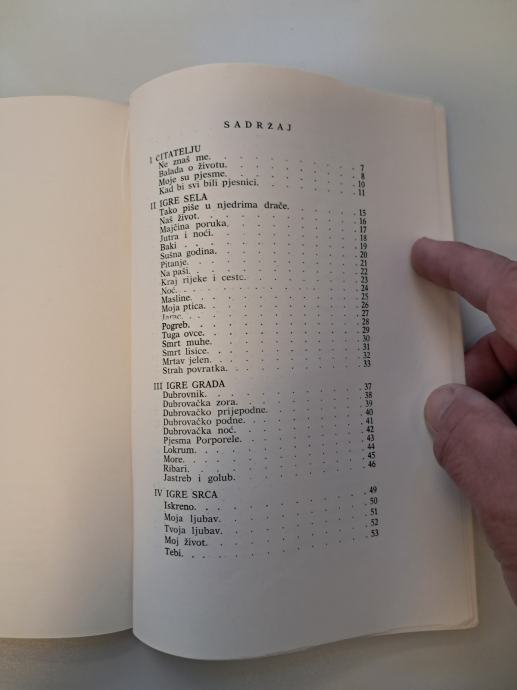 SADRŽAJ
I ČITATELJU
Ne znaš me. 7
Balada o životu 8
Moje su pjesme. 10
Kad bi svi bili pjesnici. 11
II IGRE SELA
Tako piše u njedrima drače. 15
Naš život. 16
Majčina poruka. 17
Jutra i noći. 18
Baki 19
Sušna godina. 20
Pitanje. 21
Na paši. 22
Kraj rijeke i ceste. 23
Noć. 24
Masline. 25
Moja ptica. 26
Jarac. 27
Pogreb. 28
Tuga ovce. 29
Smrt muhe. 30
Smrt lisice. 31
Mrtav jelen. 32
Strah povratka. 33
III IGRE GRADA
Dubrovnik. 37
Dubrovačka zora. 38
Dubrovačko prijepodne. 39
Dubrovačko podne. 40
Dubrovačka noć. 41
Pjesma Porporele. 42
Lokrum. 43
More. 44
Ribari. 45
Jastreb i golub. 46
IV IGRE SRCA
Iskreno. 49
Moja ljubav. 50
Tvoja ljubav. 51
Moj život. 52
Tebi. 53